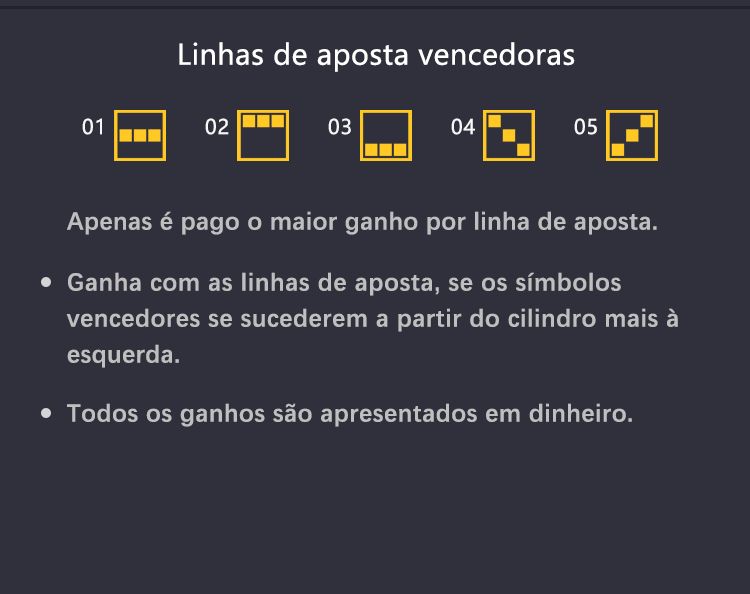 Linhas de aposta vencedoras
01 02 03 04 05
Apenas é pago o maior ganho por linha de aposta.
• Ganha com as linhas de aposta, se os símbolos
vencedores se sucederem a partir do cilindro mais à
esquerda.
• Todos os ganhos são apresentados em dinheiro.